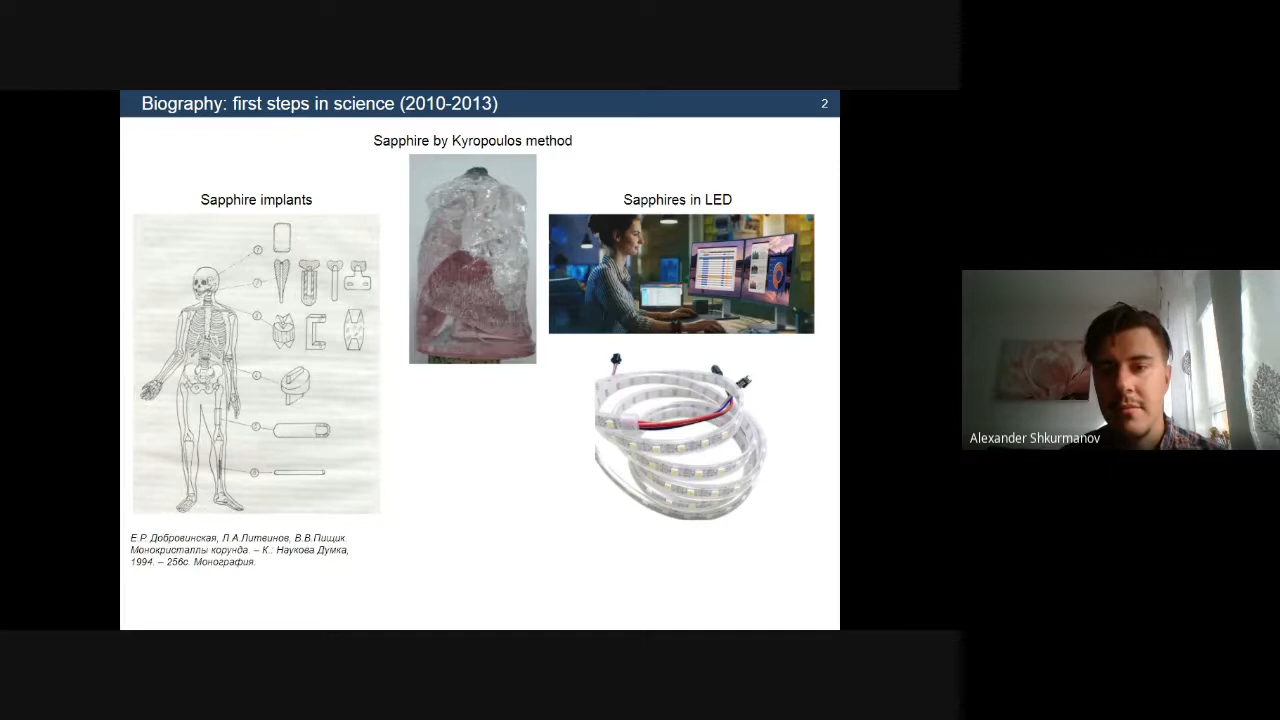 Biography: first steps in science (2010-2013)
2
Sapphire by Kyropoulos method
Sapphire implants
Sapphires in LED
Е.Р.Добровинская, Л.А.Литвинов, В.В.Пищик.
Монокристаллы корунда. – К.: Наукова Думка,
1994. – 256с. Монография.
Alexander Shkurmanov